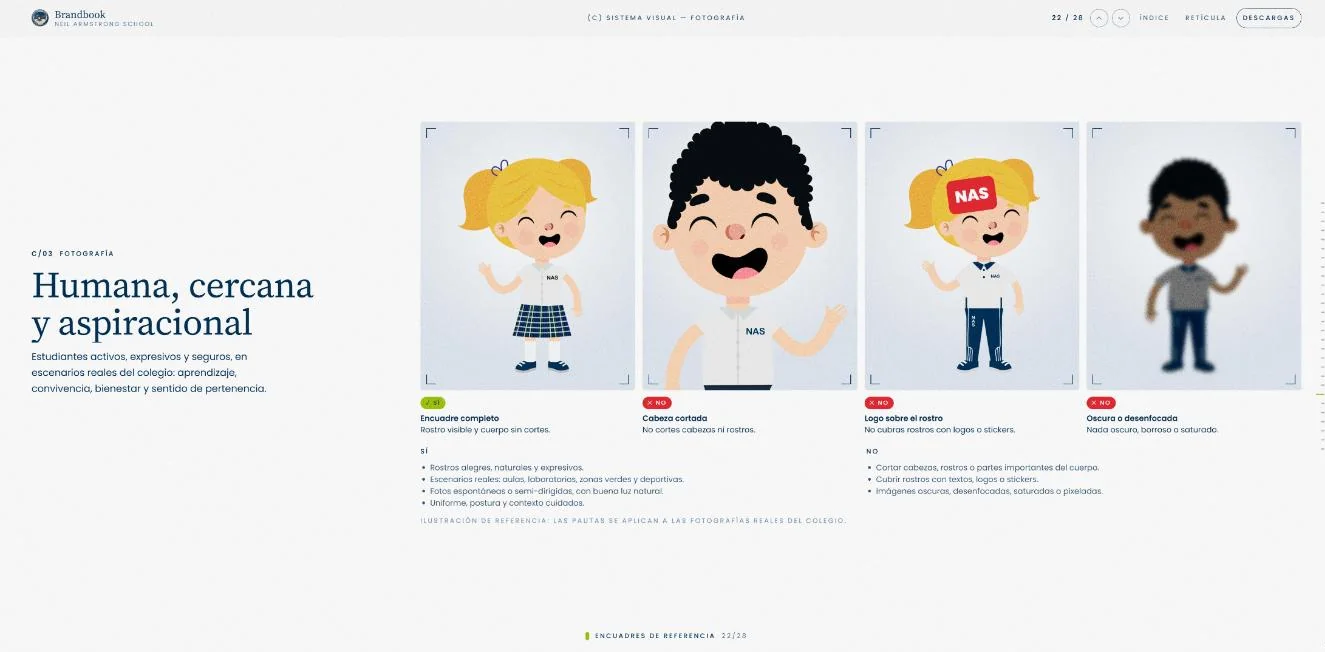 Brandbook
NEIL ARMSTRONG SCHOOL
(C) SISTEMA VISUAL — FOTOGRAFÍA
22 / 28
ÍNDICE
RETÍCULA
DESCARGAS
C/03 FOTOGRAFÍA
Humana, cercana
y aspiracional
Estudiantes activos, expresivos y seguros, en
escenarios reales del colegio: aprendizaje,
convivencia, bienestar y sentido de pertenencia.
NAS
NAS
NAS
NAS
✓ SÍ
Encuadre completo
Rostro visible y cuerpo sin cortes.
✕ NO
Cabeza cortada
No cortes cabezas ni rostros.
✕ NO
Logo sobre el rostro
No cubras rostros con logos o stickers.
✕ NO
Oscura o desenfocada
Nada oscuro, borroso o saturado.
SÍ
• Rostros alegres, naturales y expresivos.
• Escenarios reales: aulas, laboratorios, zonas verdes y deportivas.
• Fotos espontáneas o semi-dirigidas, con buena luz natural.
• Uniforme, postura y contexto cuidados.
NO
• Cortar cabezas, rostros o partes importantes del cuerpo.
• Cubrir rostros con textos, logos o stickers.
• Imágenes oscuras, desenfocadas, saturadas o pixeladas.
ILUSTRACIÓN DE REFERENCIA: LAS PAUTAS SE APLICAN A LAS FOTOGRAFÍAS REALES DEL COLEGIO.
ENCUADRES DE REFERENCIA 22/28